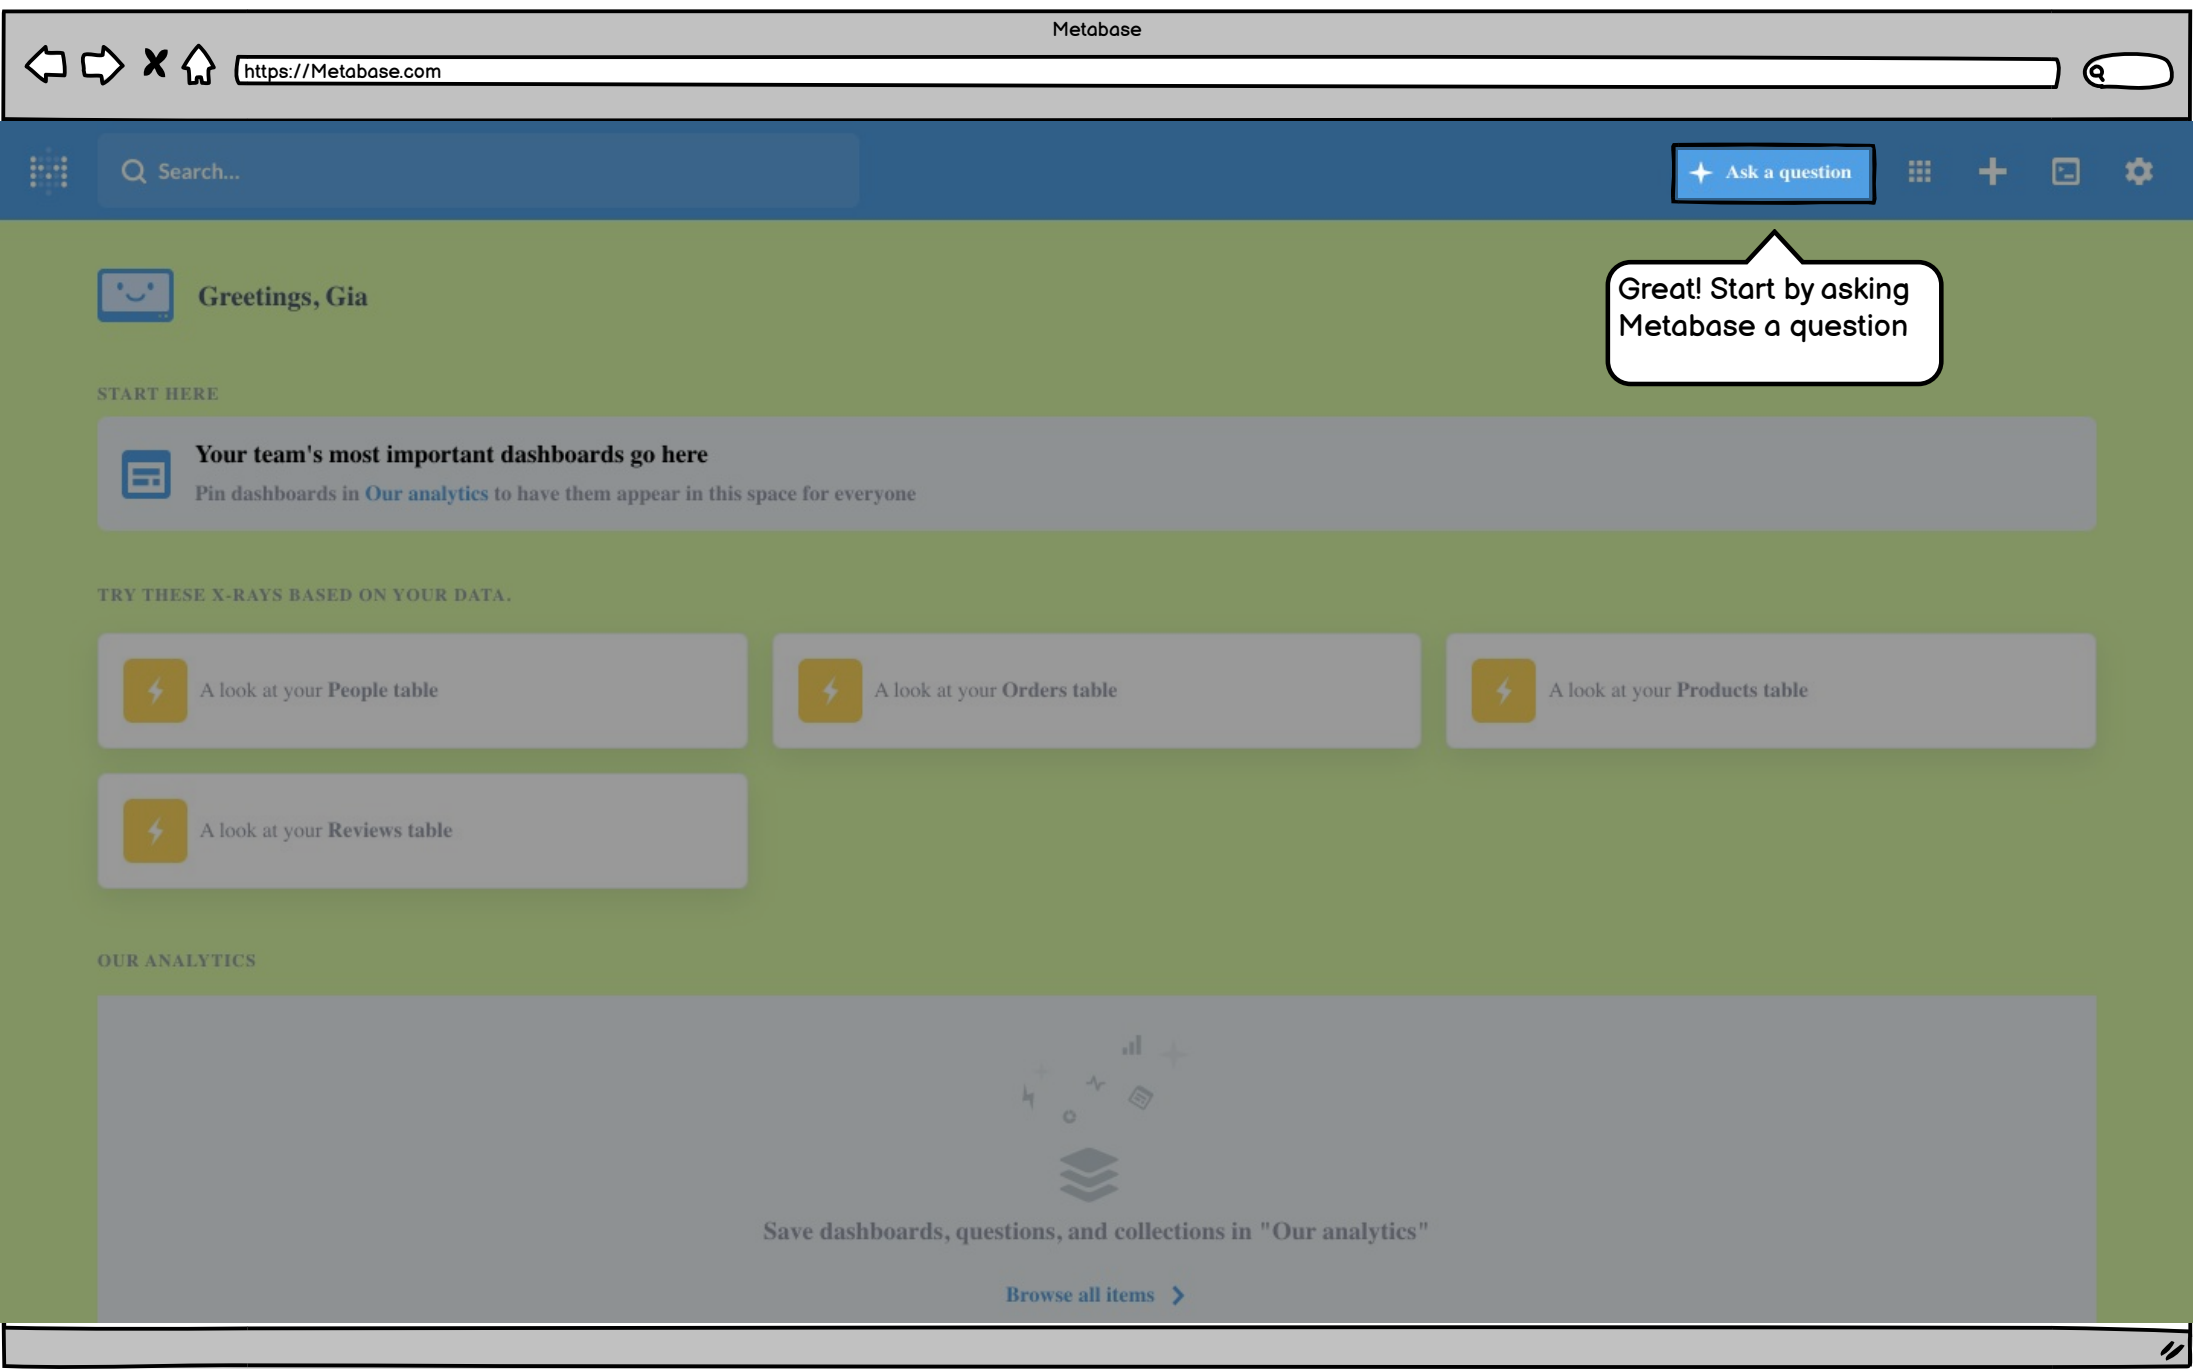 Metabase
https://Metabase.com
Search...
Ask a question
Great! Start by asking
Metabase a question
Greetings, Gia
START HERE
Your team's most important dashboards go here
Pin dashboards in Our analytics to have them appear in this space for everyone
TRY THESE X-RAYS BASED ON YOUR DATA.
A look at your People table
A look at your Orders table
A look at your Products table
A look at your Reviews table
OUR ANALYTICS
Save dashboards, questions, and collections in "Our analytics"
Browse all items